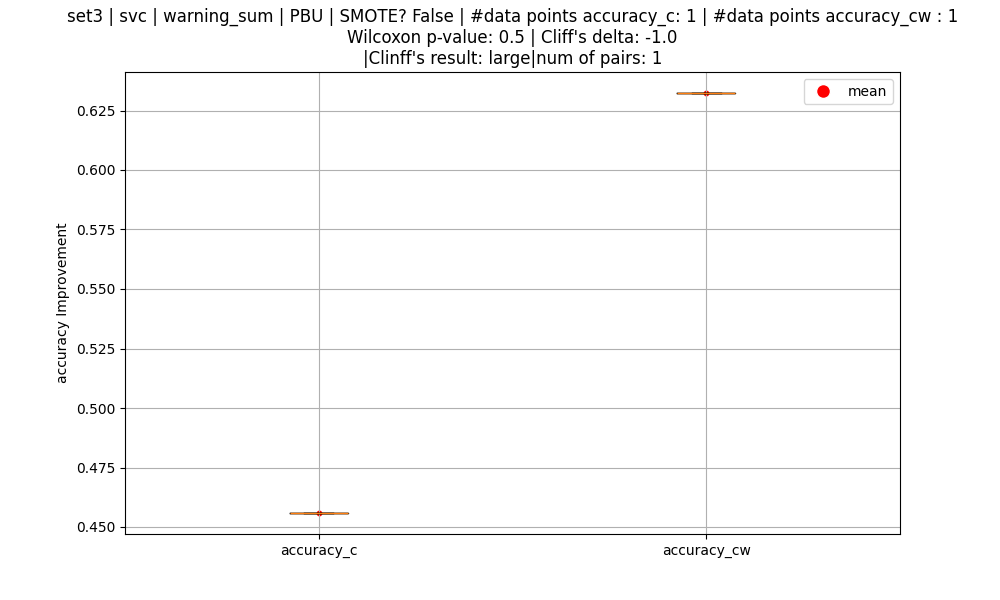 set3 | svc | warning_sum | PBU | SMOTE? False | #data points accuracy_c: 1 | #data points accuracy_cw : 1
Wilcoxon p-value: 0.5 | Cliff's delta: -1.0
|Clinff's result: large|num of pairs: 1
mean
accuracy Improvement
0.625
0.600
0.575
0.550
0.525
0.500
0.475
0.450
accuracy_c
accuracy_cw